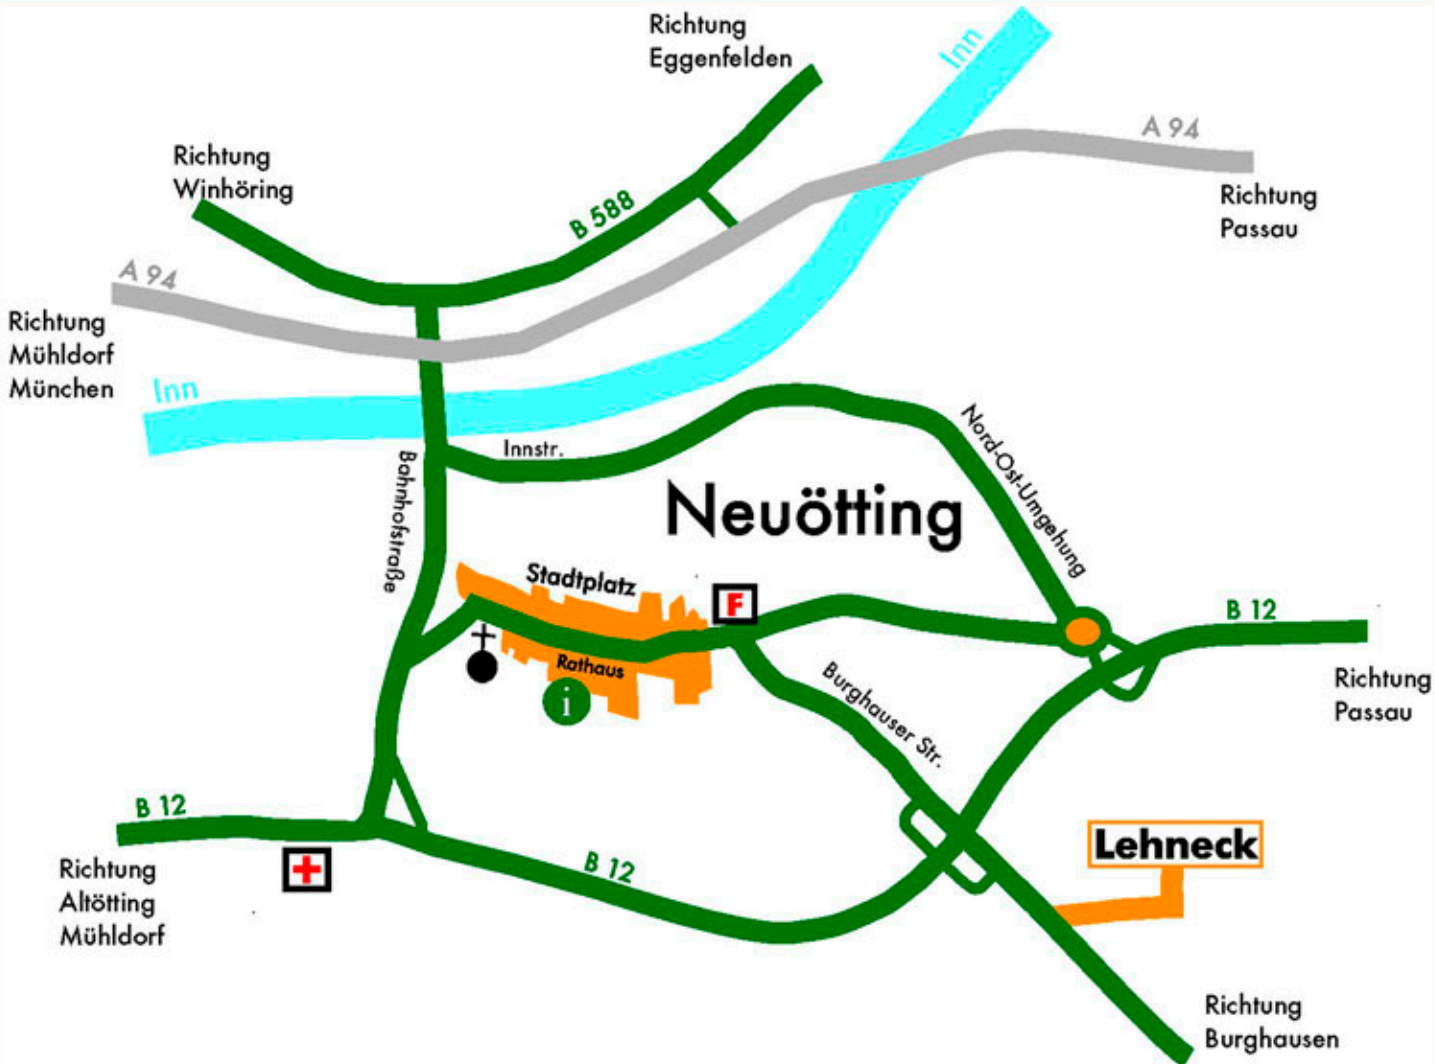 Richtung
Eggenfelden
Inn
A 94
Richtung
Winhöring
B 588
Richtung
Passau
A 94
Richtung
Mühldorf
München
Inn
Innstr.
Nord-Ost-Umgehung
Bahnhofstraße
Neuötting
Stadtplatz
F
B 12
Rathaus
i
Burghauser Str.
Richtung
Passau
B 12
Lehneck
B 12
Richtung
Altötting
Mühldorf
Richtung
Burghausen